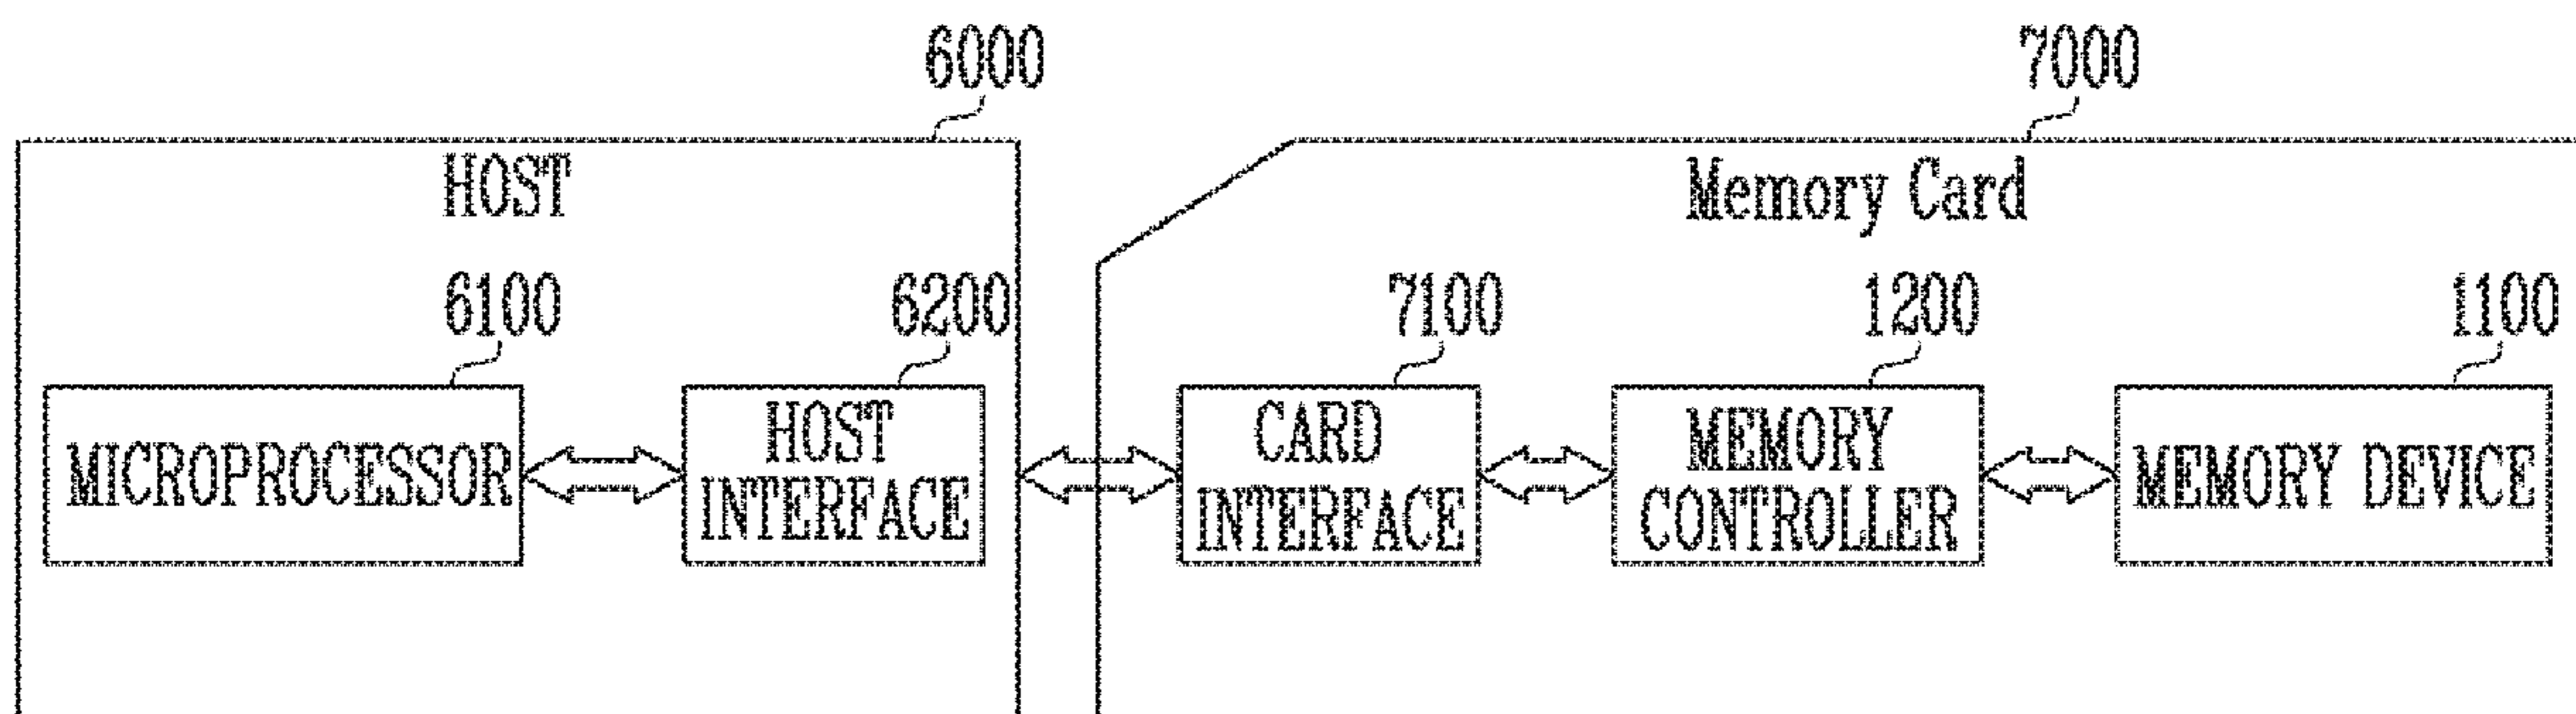 6000
7000
HOST
Memory Card
6100
6200
7100
1200
1100
MICROPROCESSOR
HOST
INTERFACE
CARD
INTERFACE
MEMORY
CONTROLLER
MEMORY DEVICE